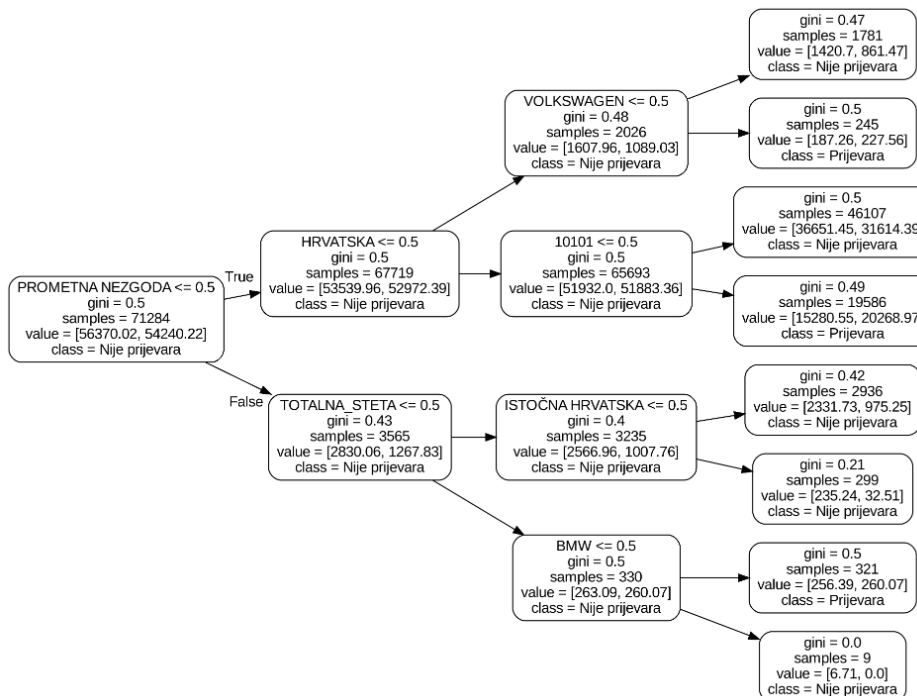 gini = 0.47
samples = 1781
value = [1420.7, 861.47]
class = Nije prijevara
VOLKSWAGEN <= 0.5
gini = 0.48
samples = 2026
value = [1607.96, 1089.03]
class = Nije prijevara
gini = 0.5
samples = 245
value = [187.26, 227.56]
class = Prijevara
HRVATSKA <= 0.5
gini = 0.5
samples = 67719
value = [53539.96, 52972.39]
class = Nije prijevara
10101 <= 0.5
gini = 0.5
samples = 65693
value = [51932.0, 51883.36]
class = Nije prijevara
gini = 0.5
samples = 46107
value = [36651.45, 31614.39
class = Nije prijevara
True
PROMETNA NEZGODA <= 0.5
gini = 0.5
samples = 71284
value = [56370.02, 54240.22]
class = Nije prijevara
gini = 0.49
samples = 19586
value = [15280.55, 20268.97
class = Prijevara
False
TOTALNA_STETA <= 0.5
gini = 0.43
samples = 3565
value = [2830.06, 1267.83]
class = Nije prijevara
ISTOČNA HRVATSKA <= 0.5
gini = 0.4
samples = 3235
value = [2566.96, 1007.76]
class = Nije prijevara
gini = 0.42
samples = 2936
value = [2331.73, 975.25]
class = Nije prijevara
gini = 0.21
samples = 299
value = [235.24, 32.51]
class = Nije prijevara
BMW <= 0.5
gini = 0.5
samples = 330
value = [263.09, 260.07]
class = Nije prijevara
gini = 0.5
samples = 321
value = [256.39, 260.07]
class = Prijevara
gini = 0.0
samples = 9
value = [6.71, 0.0]
class = Nije prijevara